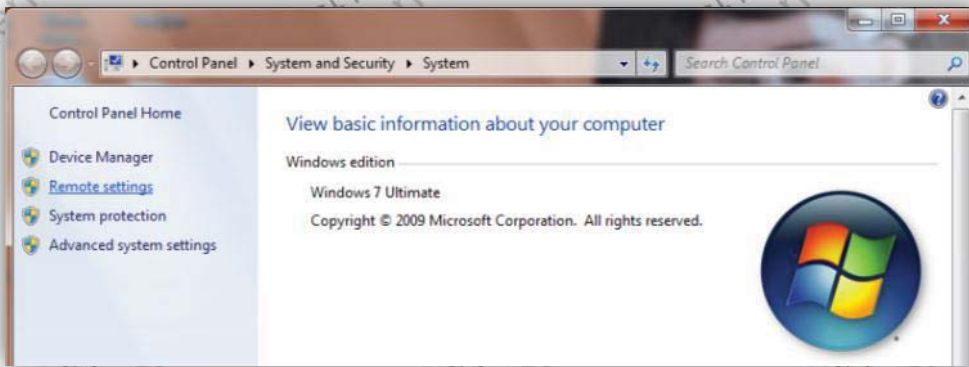 Control Panel ▸ System and Security ▸ System
Search Control Panel
Control Panel Home
Device Manager
Remote settings
System protection
Advanced system settings
View basic information about your computer
Windows edition
Windows 7 Ultimate
Copyright © 2009 Microsoft Corporation. All rights reserved.